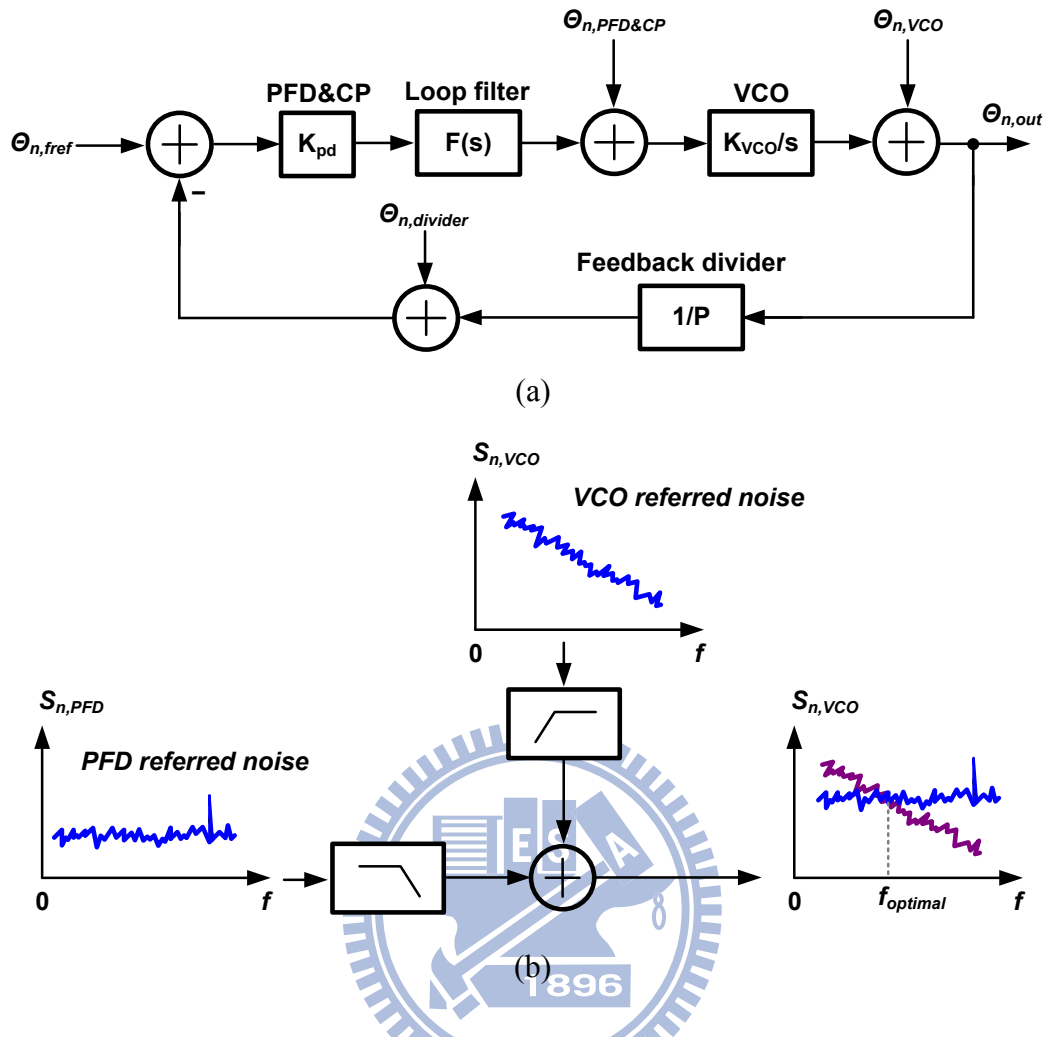 Θn,PFD&CP
Θn,VCO
PFD&CP
Loop filter
VCO
Θn,out
Θn,fref
+
Kpd
F(s)
+
KVCO/s
+
−
Θn,divider
Feedback divider
+
1/P
(a)
Sn,VCO
VCO referred noise
0
f
Sn,PFD
PFD referred noise
0
f
Sn,VCO
ESA
+
0
foptimal
f
8
(b)
1896